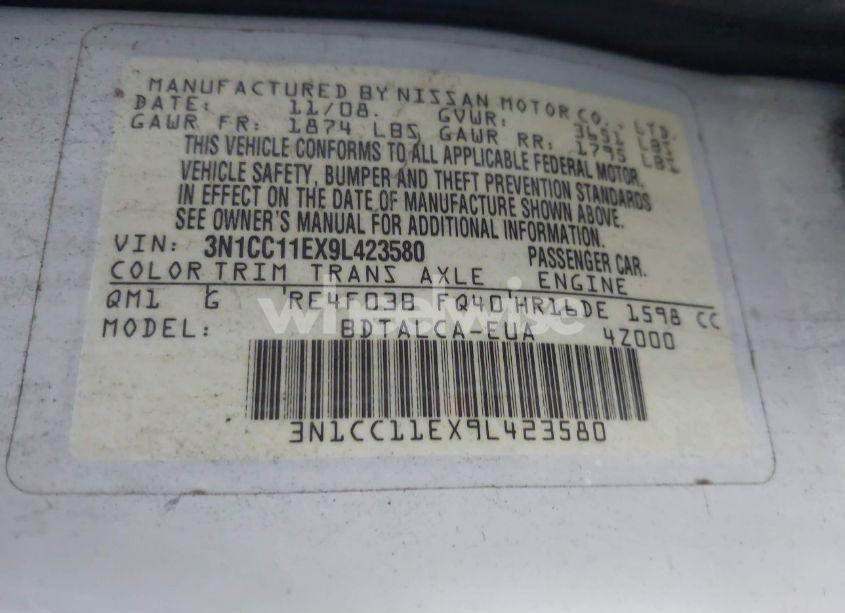 MANUFACTURED BY NISSAN MOTOR CO., LTD.
DATE: 11/08. GVWR: 3651 LBS
GAWR FR: 1874 LBS, GAWR RR: 1795 LBS
THIS VEHICLE CONFORMS TO ALL APPLICABLE FEDERAL MOTOR
VEHICLE SAFETY, BUMPER AND THEFT PREVENTION STANDARDS
IN EFFECT ON THE DATE OF MANUFACTURE SHOWN ABOVE.
SEE OWNER'S MANUAL FOR ADDITIONAL INFORMATION.
VIN: 3N1CC11EX9L423580 PASSENGER CAR.
COLOR TRIM TRANS AXLE ENGINE
QM1 G RE4F03B FQ40 HR16DE 1598 CC
MODEL: BDTALCA-EUA 4Z000
3N1CC11EX9L423580
wheelwise